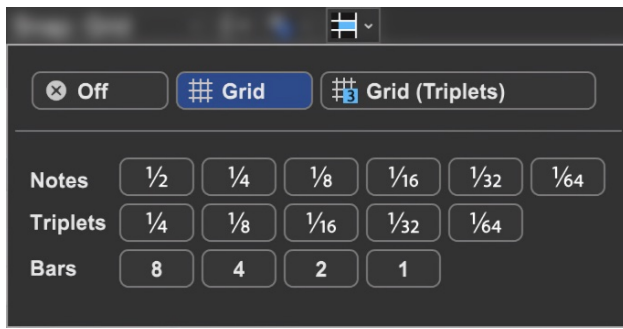 Off Grid 3 Grid (Triplets)
Notes ½ ¼ ⅛ 1/16 1/32 1/64
Triplets ¼ ⅛ 1/16 1/32 1/64
Bars 8 4 2 1